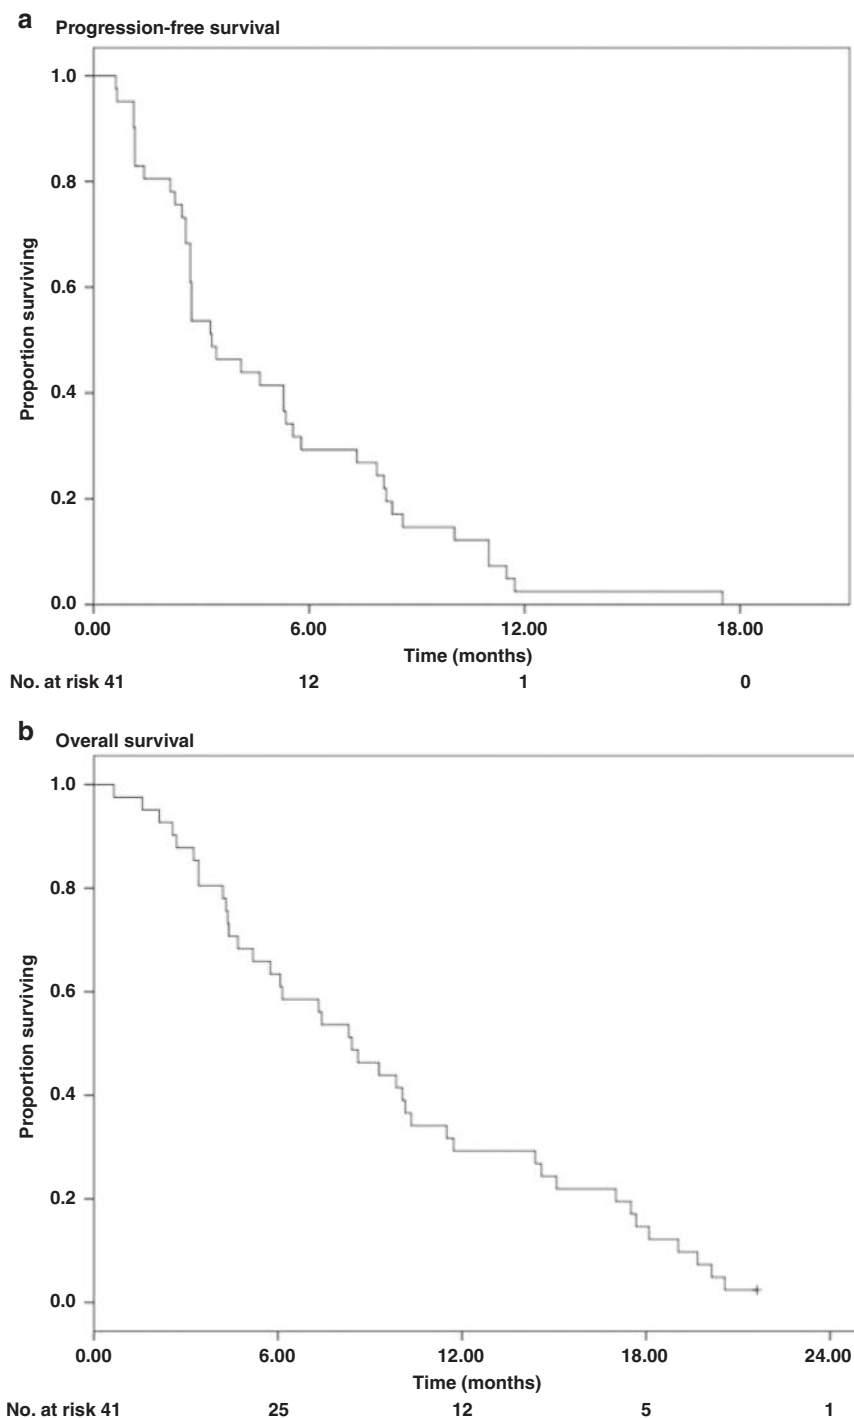 a Progression-free survival
1.0
0.8
0.6
0.4
0.2
0.0
Proportion surviving
0.00 6.00 12.00 18.00
Time (months)
No. at risk 41 12 1 0
b Overall survival
1.0
0.8
0.6
0.4
0.2
0.0
Proportion surviving
0.00 6.00 12.00 18.00 24.00
Time (months)
No. at risk 41 25 12 5 1